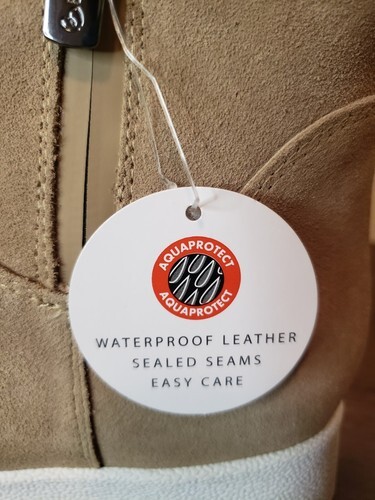 AQUAPROTECT
AQUAPROTECT
WATERPROOF LEATHER
SEALED SEAMS
EASY CARE